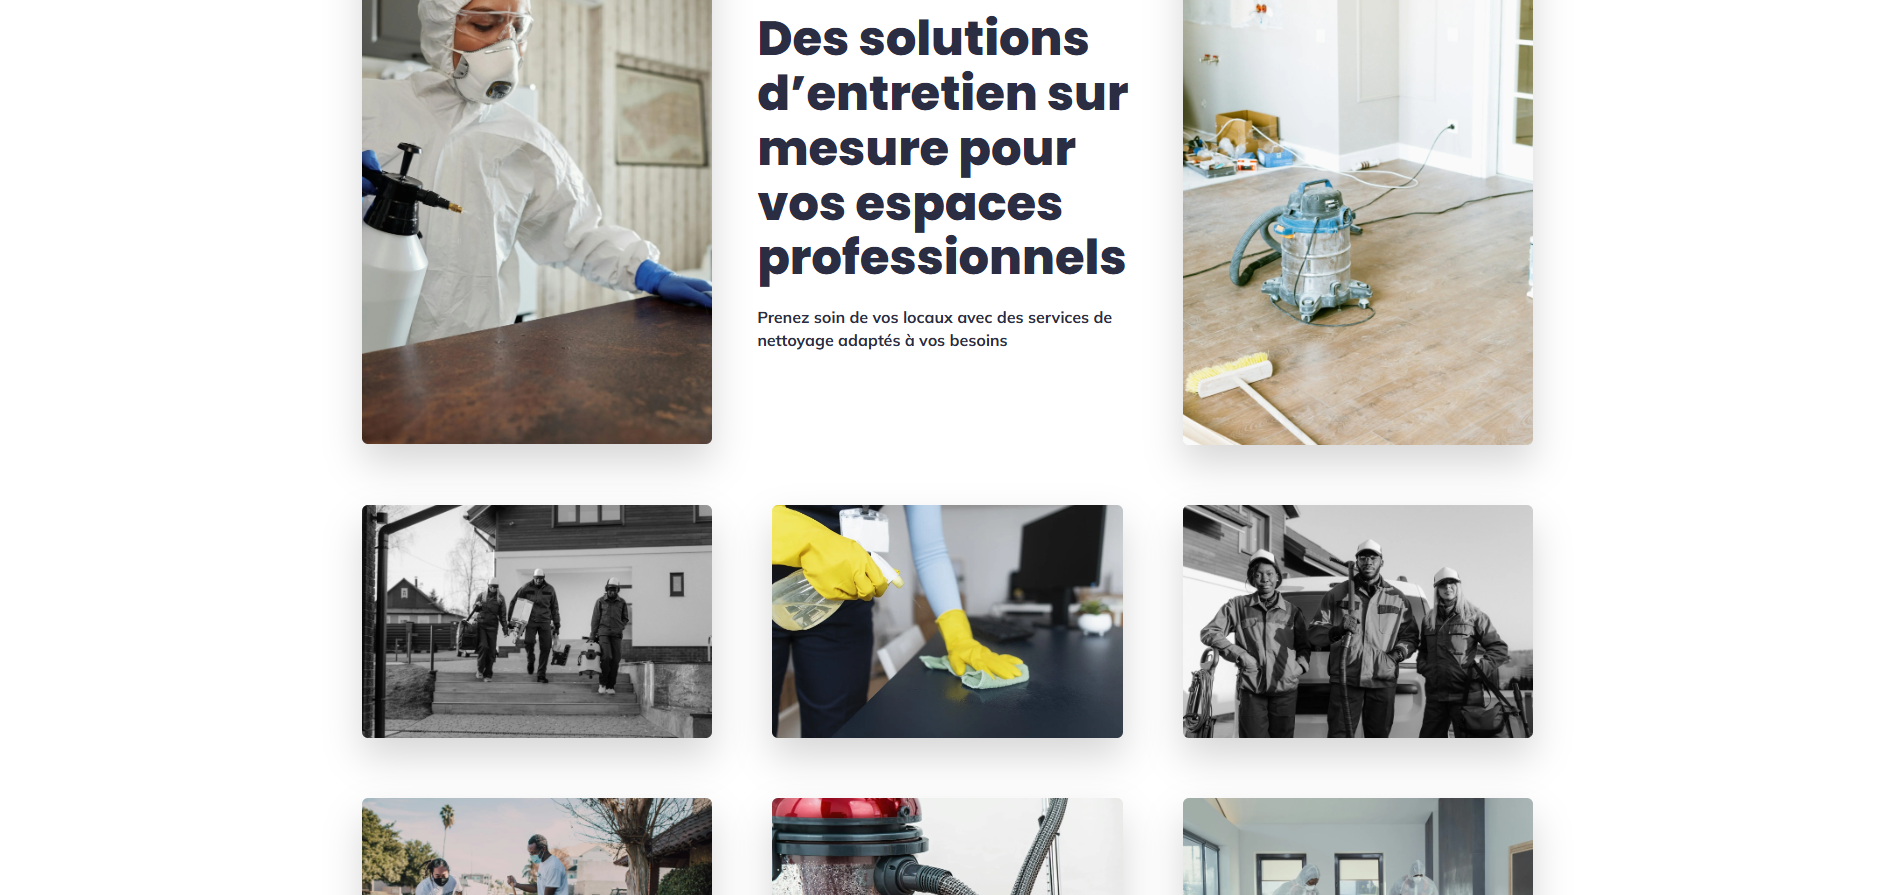 Des solutions
d’entretien sur
mesure pour
vos espaces
professionnels
Prenez soin de vos locaux avec des services de
nettoyage adaptés à vos besoins